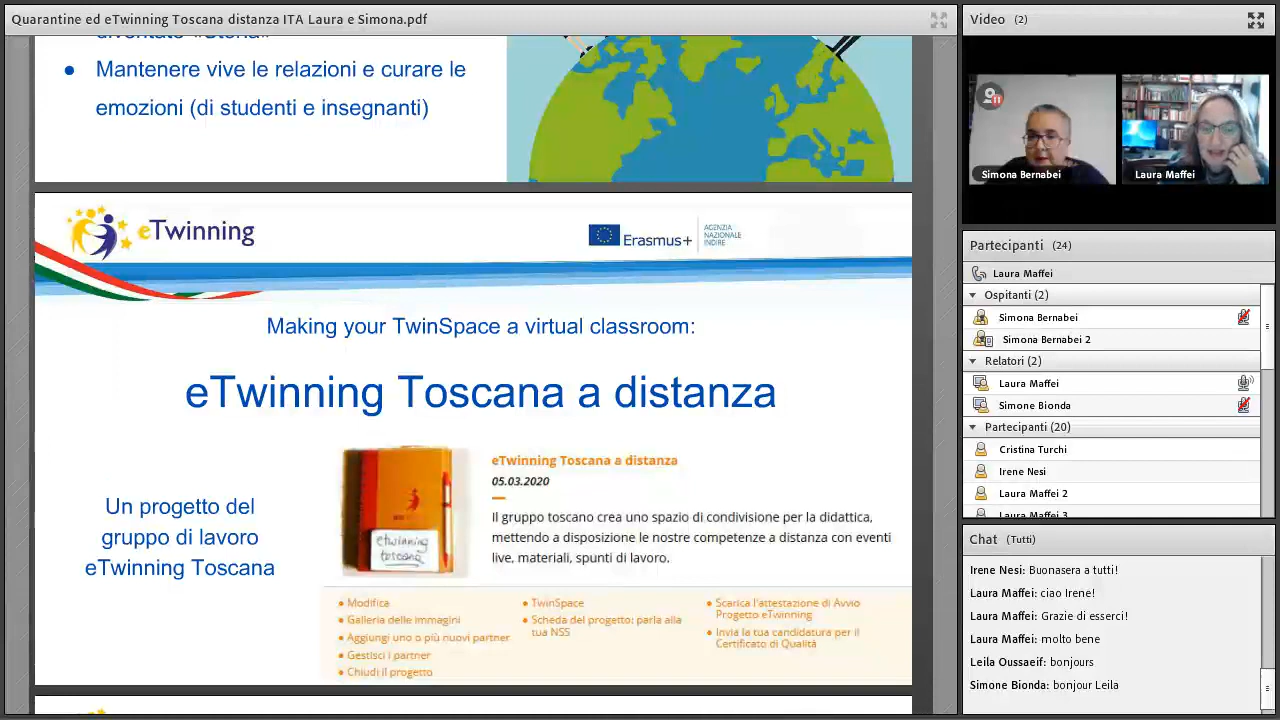 Quarantine ed eTwinning Toscana distanza ITA Laura e Simona.pdf
diventate «storia»
● Mantenere vive le relazioni e curare le
emozioni (di studenti e insegnanti)
eTwinning
Erasmus+
AGENZIA
NAZIONALE
INDIRE
Making your TwinSpace a virtual classroom:
eTwinning Toscana a distanza
Un progetto del
gruppo di lavoro
eTwinning Toscana
etwinning
toscana
eTwinning Toscana a distanza
05.03.2020
Il gruppo toscano crea uno spazio di condivisione per la didattica,
mettendo a disposizione le nostre competenze a distanza con eventi
live, materiali, spunti di lavoro.
● Modifica
● Galleria delle immagini
● Aggiungi uno o più nuovi partner
● Gestisci i partner
● Chiudi il progetto
● TwinSpace
● Scheda del progetto: parla alla
tua NSS
● Scarica l'attestazione di Avvio
Progetto eTwinning
● Invia la tua candidatura per il
Certificato di Qualità
Video (2)
Simona Bernabei
Laura Maffei
Partecipanti (24)
Laura Maffei
Ospitanti (2)
Simona Bernabei
Simona Bernabei 2
Relatori (2)
Laura Maffei
Simone Bionda
Partecipanti (20)
Cristina Turchi
Irene Nesi
Laura Maffei 2
Laura Maffei 3
Chat (Tutti)
Irene Nesi: Buonasera a tutti!
Laura Maffei: ciao Irene!
Laura Maffei: Grazie di esserci!
Laura Maffei: molto bene
Leila Oussaeif: bonjours
Simone Bionda: bonjour Leila